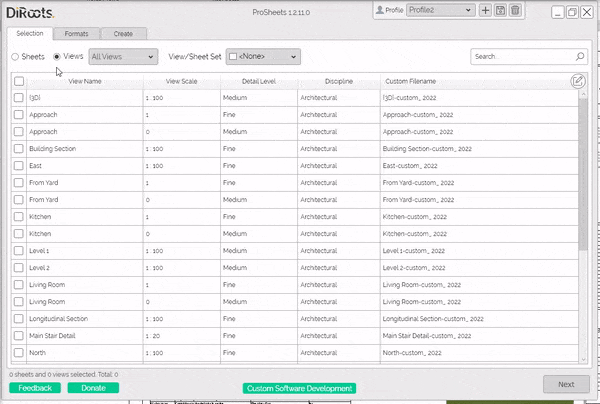 DiRoots.
ProSheets 1.2.11.0
Profile
Profile2
Selection
Formats
Create
Sheets
Views
All Views
View/Sheet Set
<None>
Search...
View Name View Scale Detail Level Discipline Custom Filename
{3D} 1 : 100 Medium Architectural {3D}-custom_ 2022
Approach 1 Fine Architectural Approach-custom_ 2022
Approach 0 Medium Architectural Approach-custom_ 2022
Building Section 1 : 100 Fine Architectural Building Section-custom_ 2022
East 1 : 100 Fine Architectural East-custom_ 2022
From Yard 1 Fine Architectural From Yard-custom_ 2022
From Yard 0 Medium Architectural From Yard-custom_ 2022
Kitchen 1 Fine Architectural Kitchen-custom_ 2022
Kitchen 0 Medium Architectural Kitchen-custom_ 2022
Level 1 1 : 100 Medium Architectural Level 1-custom_ 2022
Level 2 1 : 100 Medium Architectural Level 2-custom_ 2022
Living Room 1 Fine Architectural Living Room-custom_ 2022
Living Room 0 Medium Architectural Living Room-custom_ 2022
Longitudinal Section 1 : 100 Fine Architectural Longitudinal Section-custom_ 2022
Main Stair Detail 1 : 20 Fine Architectural Main Stair Detail-custom_ 2022
North 1 : 100 Fine Architectural North-custom_ 2022
0 sheets and 0 views selected. Total: 0
Feedback
Donate
Custom Software Development
Next